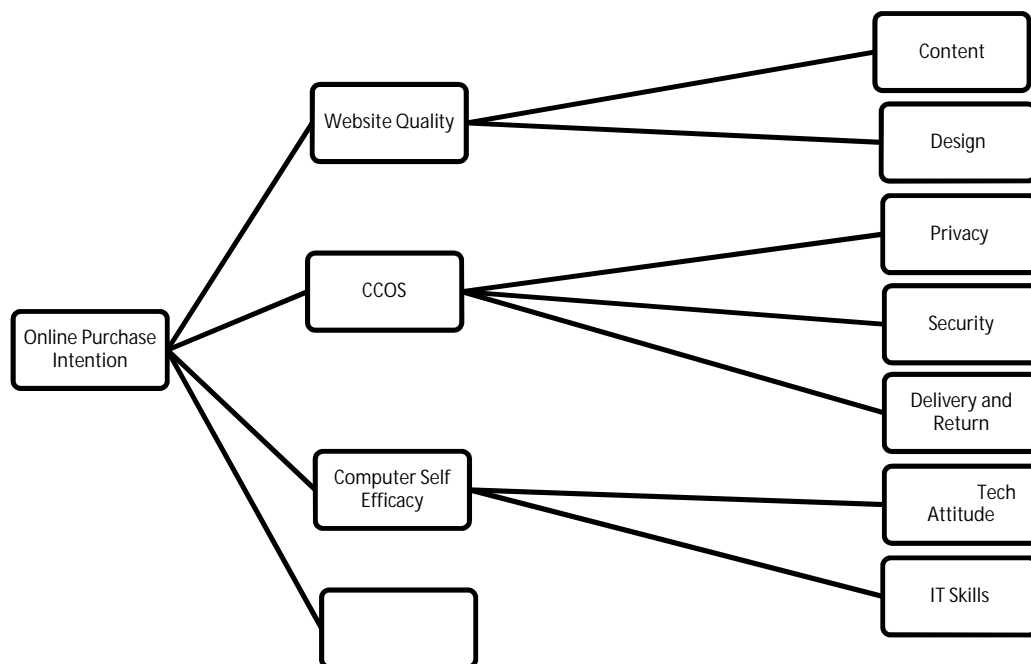 Content
Website Quality
Design
Privacy
CCOS
Security
Online Purchase
Intention
Delivery and
Return
Computer Self
Efficacy
Tech
Attitude
IT Skills